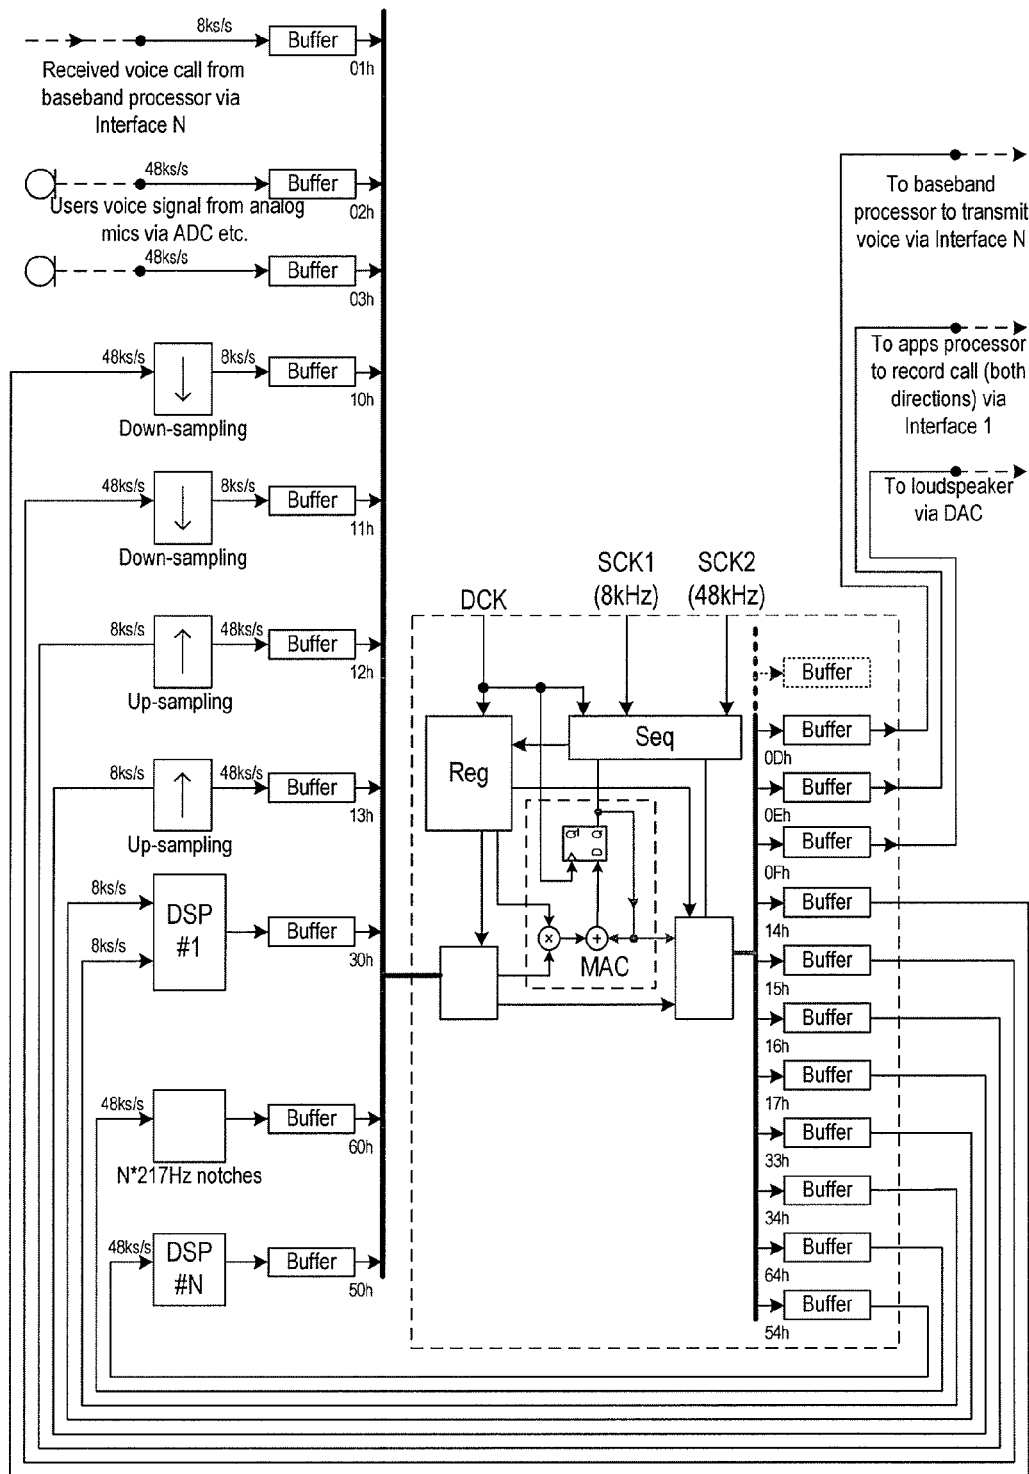 8ks/s
Buffer
01h
Received voice call from
baseband processor via
Interface N
48ks/s
Buffer
02h
Users voice signal from analog
mics via ADC etc.
48ks/s
Buffer
03h
48ks/s
8ks/s
Buffer
10h
Down-sampling
48ks/s
8ks/s
Buffer
11h
Down-sampling
8ks/s
48ks/s
Buffer
12h
Up-sampling
8ks/s
48ks/s
Buffer
13h
Up-sampling
8ks/s
8ks/s
DSP
#1
Buffer
30h
48ks/s
Buffer
60h
N*217Hz notches
48ks/s
DSP
#N
Buffer
50h
DCK
SCK1
(8kHz)
SCK2
(48kHz)
Seq
Reg
Q
Q
D
x
+
MAC
To baseband
processor to transmit
voice via Interface N
To apps processor
to record call (both
directions) via
Interface 1
To loudspeaker
via DAC
Buffer
Buffer
0Dh
Buffer
0Eh
Buffer
0Fh
Buffer
14h
Buffer
15h
Buffer
16h
Buffer
17h
Buffer
33h
Buffer
34h
Buffer
64h
Buffer
54h